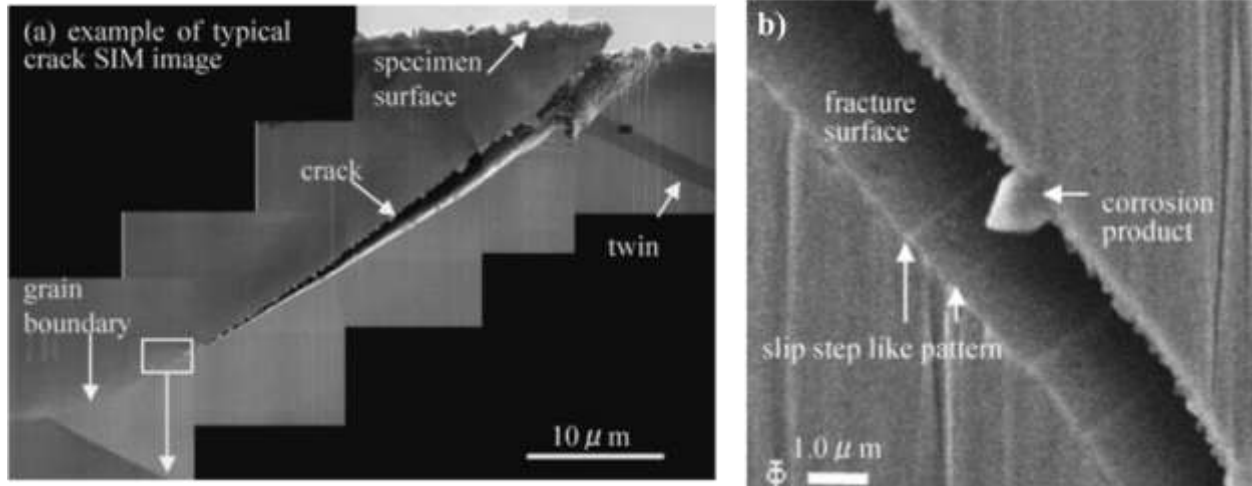 (a) example of typical
crack SIM image
specimen
surface
crack
twin
grain
boundary
10 μ m
b)
fracture
surface
corrosion
product
slip step like pattern
1.0 μ m